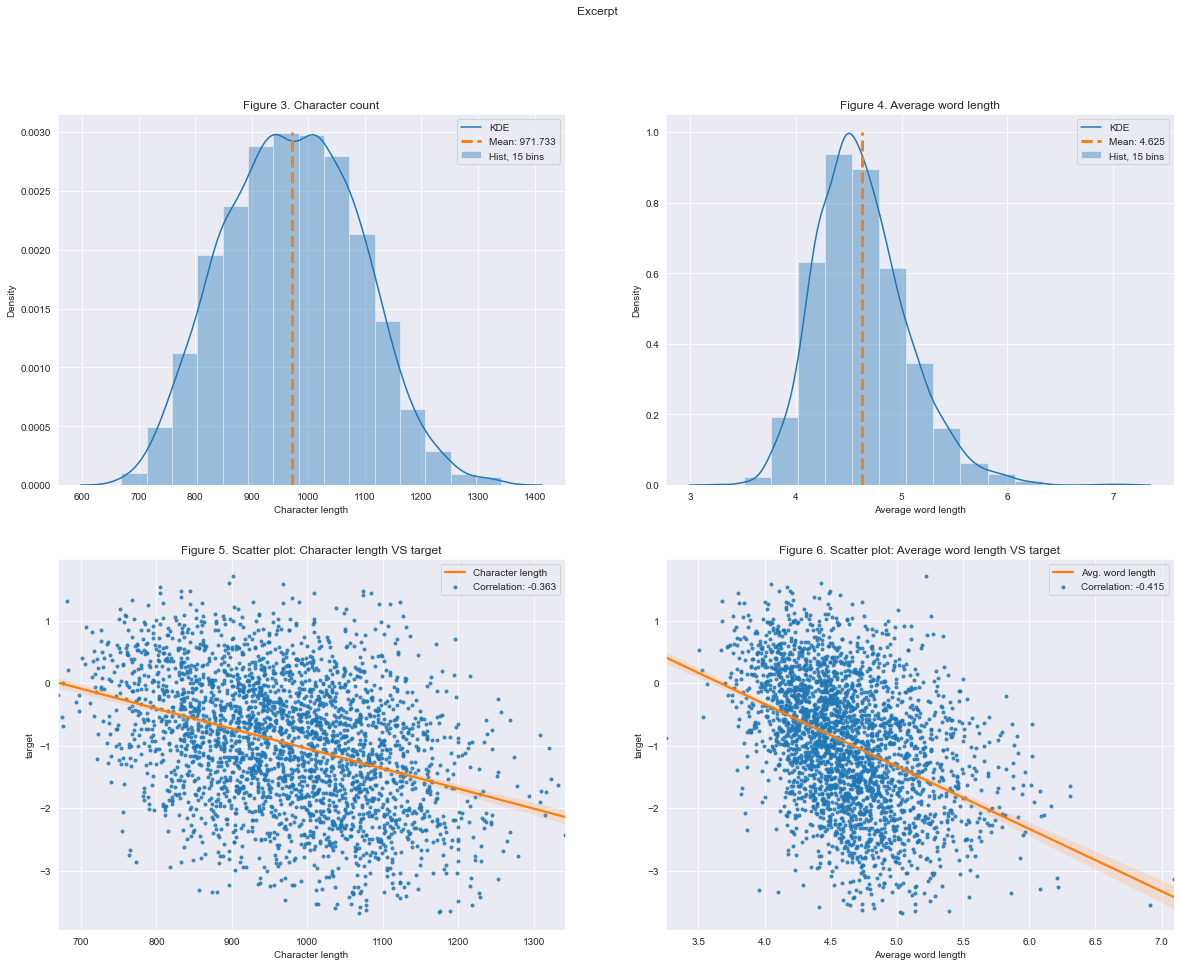 Excerpt
Figure 3. Character count
KDE
Mean: 971.733
Hist, 15 bins
0.0030
0.0025
0.0020
0.0015
0.0010
0.0005
0.0000
Density
600 700 800 900 1000 1100 1200 1300 1400
Character length
Figure 4. Average word length
KDE
Mean: 4.625
Hist, 15 bins
1.0
0.8
0.6
0.4
0.2
0.0
Density
3 4 5 6 7
Average word length
Figure 5. Scatter plot: Character length VS target
Character length
Correlation: -0.363
1
0
−1
−2
−3
target
700 800 900 1000 1100 1200 1300
Character length
Figure 6. Scatter plot: Average word length VS target
Avg. word length
Correlation: -0.415
1
0
−1
−2
−3
target
3.5 4.0 4.5 5.0 5.5 6.0 6.5 7.0
Average word length